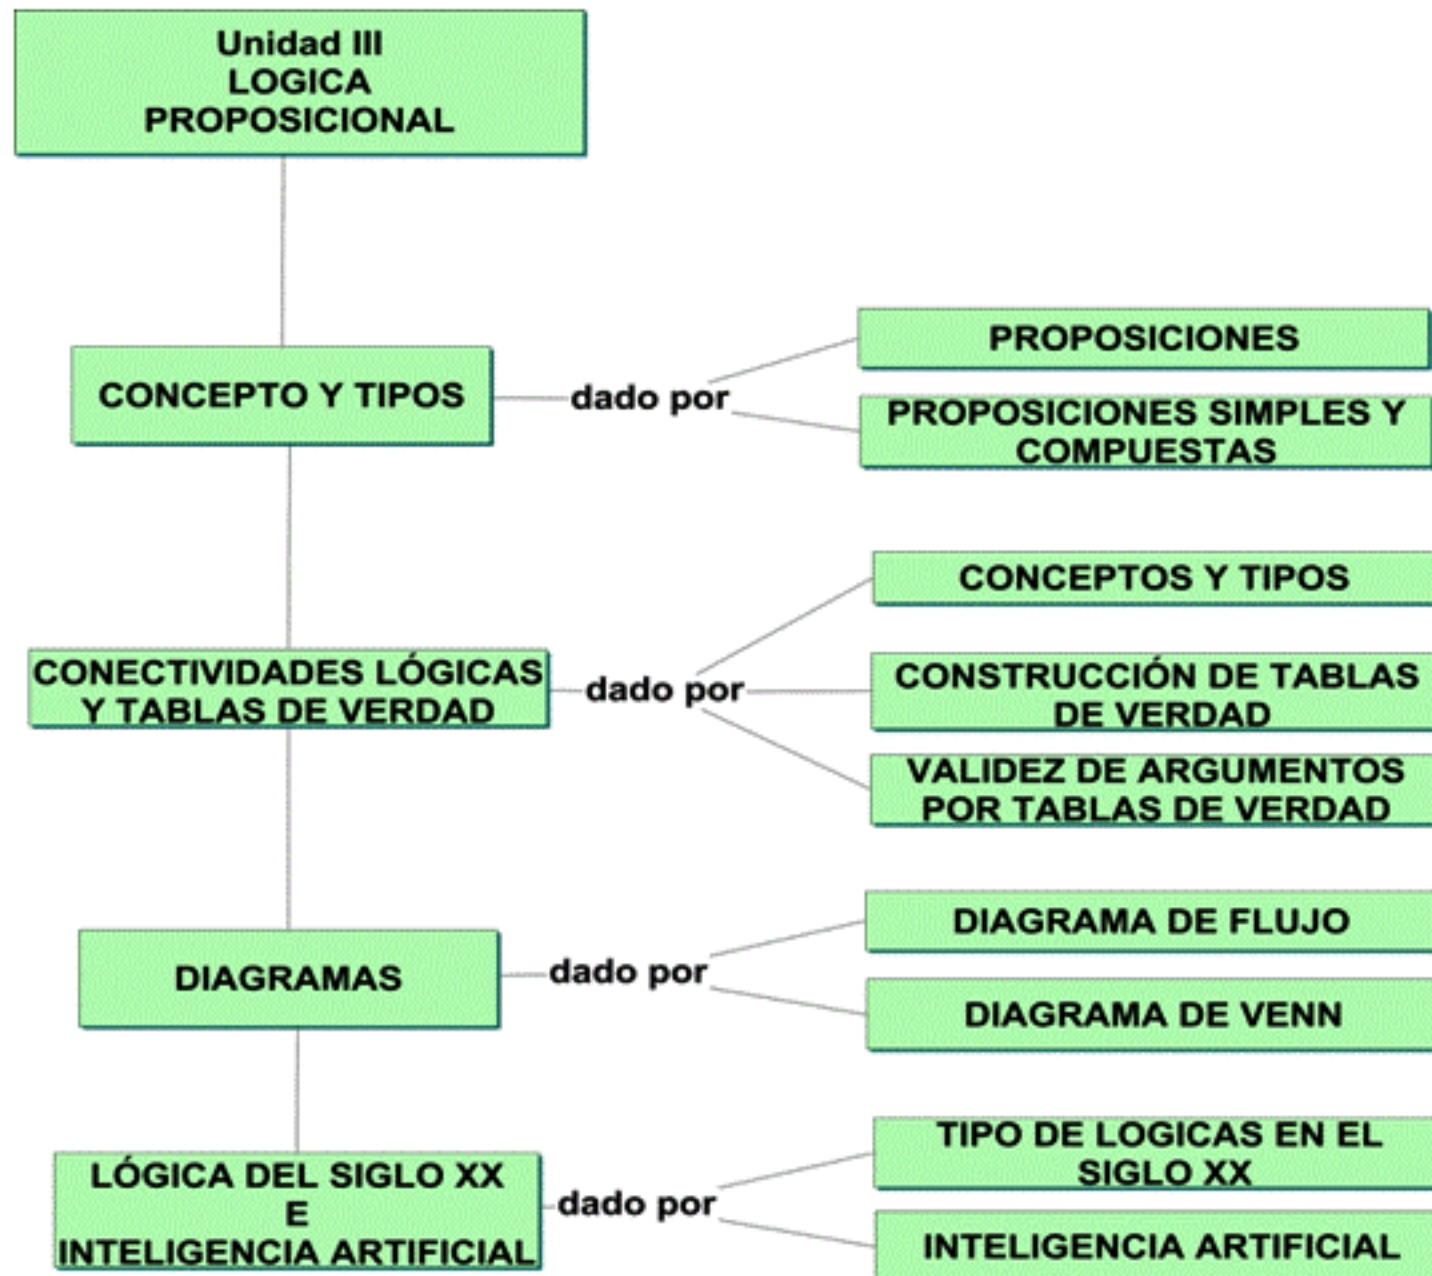 Unidad III
LOGICA
PROPOSICIONAL
CONCEPTO Y TIPOS
dado por
PROPOSICIONES
PROPOSICIONES SIMPLES Y
COMPUESTAS
CONECTIVIDADES LÓGICAS
Y TABLAS DE VERDAD
dado por
CONCEPTOS Y TIPOS
CONSTRUCCIÓN DE TABLAS
DE VERDAD
VALIDEZ DE ARGUMENTOS
POR TABLAS DE VERDAD
DIAGRAMAS
dado por
DIAGRAMA DE FLUJO
DIAGRAMA DE VENN
LÓGICA DEL SIGLO XX
E
INTELIGENCIA ARTIFICIAL
dado por
TIPO DE LOGICAS EN EL
SIGLO XX
INTELIGENCIA ARTIFICIAL